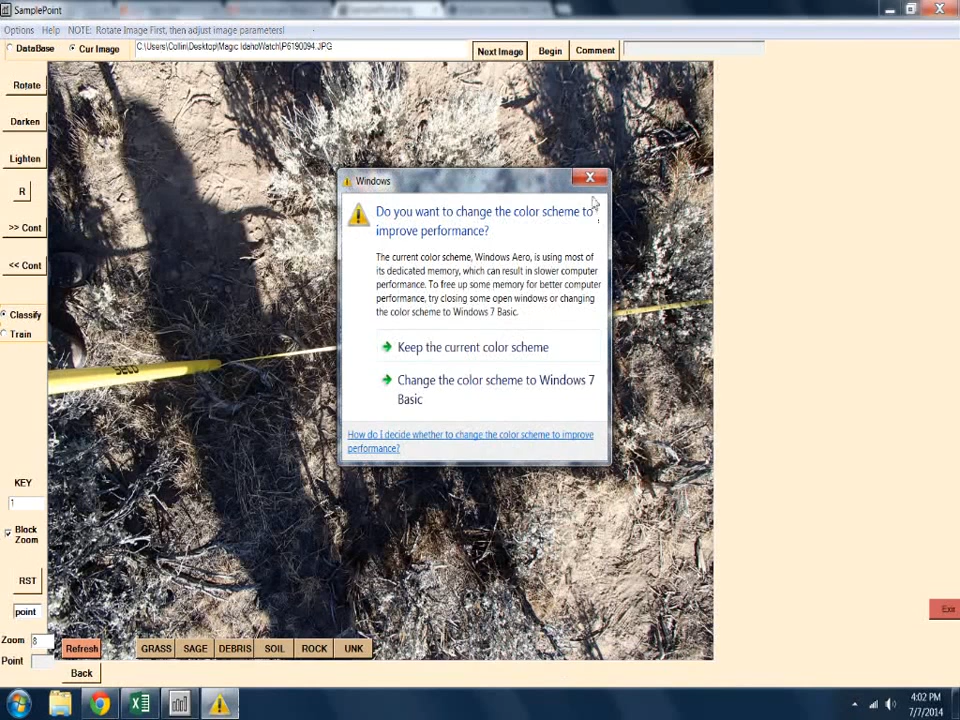 SamplePoint
Options Help NOTE: Rotate Image First, then adjust image parameters!
DataBase Cur Image C:\Users\Collin\Desktop\Magic IdahoWatch\P6190094.JPG Next Image Begin Comment
Rotate
Darken
Lighten
R
>> Cont
<< Cont
Classify
Train
Windows
Do you want to change the color scheme to
improve performance?
The current color scheme, Windows Aero, is using most of
its dedicated memory, which can result in slower computer
performance. To free up some memory for better computer
performance, try closing some open windows or changing
the color scheme to Windows 7 Basic.
Keep the current color scheme
Change the color scheme to Windows 7
Basic
How do I decide whether to change the color scheme to improve
performance?
KEY
1
Block
Zoom
RST
point
Exit
Zoom 8
Refresh GRASS SAGE DEBRIS SOIL ROCK UNK
Point
Back
4:02 PM
7/7/2014